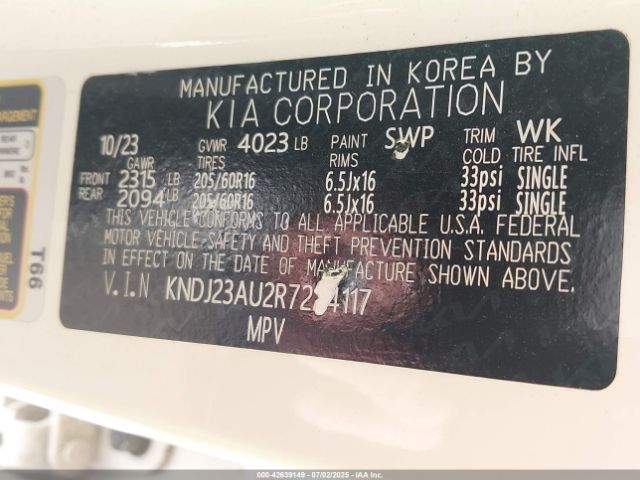 MANUFACTURED IN KOREA BY
KIA CORPORATION
10/23 GVWR 4023 LB PAINT SWP TRIM WK
GAWR TIRES RIMS COLD TIRE INFL
FRONT 2315 LB 205/60R16 6.5Jx16 33psi SINGLE
REAR 2094 LB 205/60R16 6.5Jx16 33psi SINGLE
THIS VEHICLE CONFORMS TO ALL APPLICABLE U.S.A. FEDERAL
MOTOR VEHICLE SAFETY AND THEFT PREVENTION STANDARDS
IN EFFECT ON THE DATE OF MANUFACTURE SHOWN ABOVE.
V.I.N
MPV
T66
000-42639149 - 07/02/2025 - IAAI Inc.